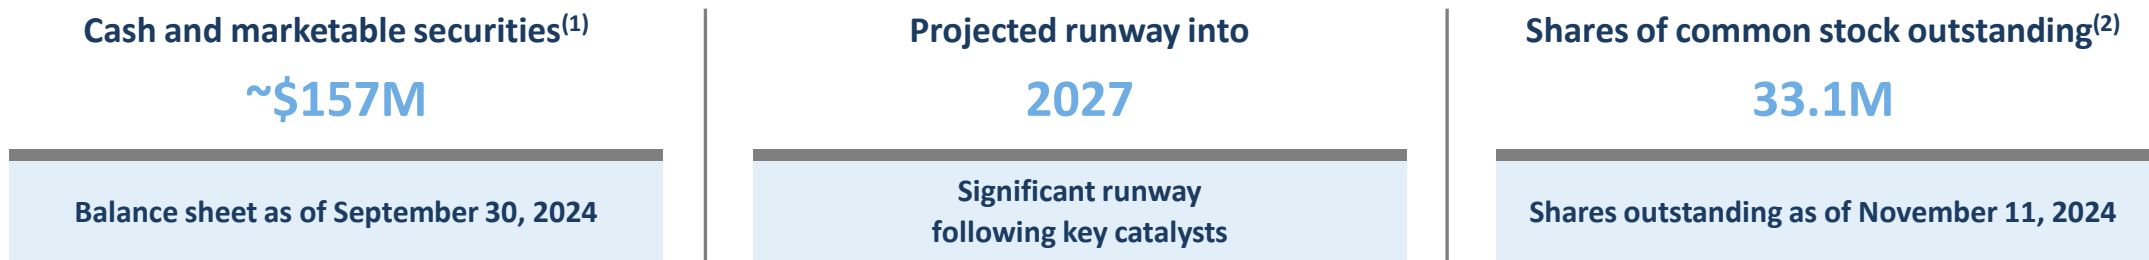 Cash and marketable securities(1)
~$157M
Balance sheet as of September 30, 2024
Projected runway into
2027
Significant runway
following key catalysts
Shares of common stock outstanding(2)
33.1M
Shares outstanding as of November 11, 2024